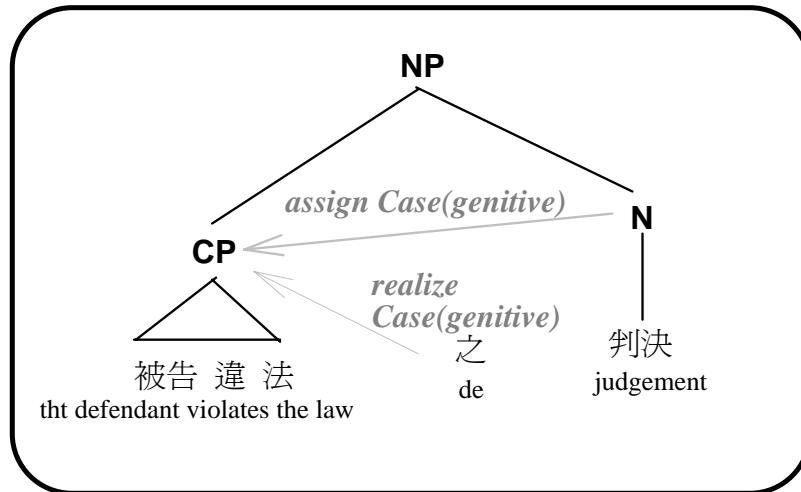 NP
assign Case(genitive)
N
CP
realize
Case(genitive)
之
判決
被告 違 法
de
judgement
tht defendant violates the law